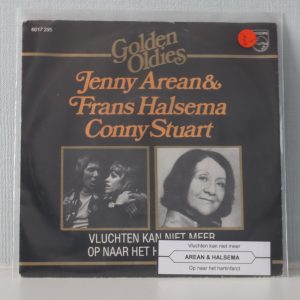 6017 295
Golden
Oldies
PHILIPS
Jenny Arean &
Frans Halsema
Conny Stuart
VLUCHTEN KAN NIET MEER
OP NAAR HET H
Vluchten kan niet meer
AREAN & HALSEMA
Op naar het hartinfarct